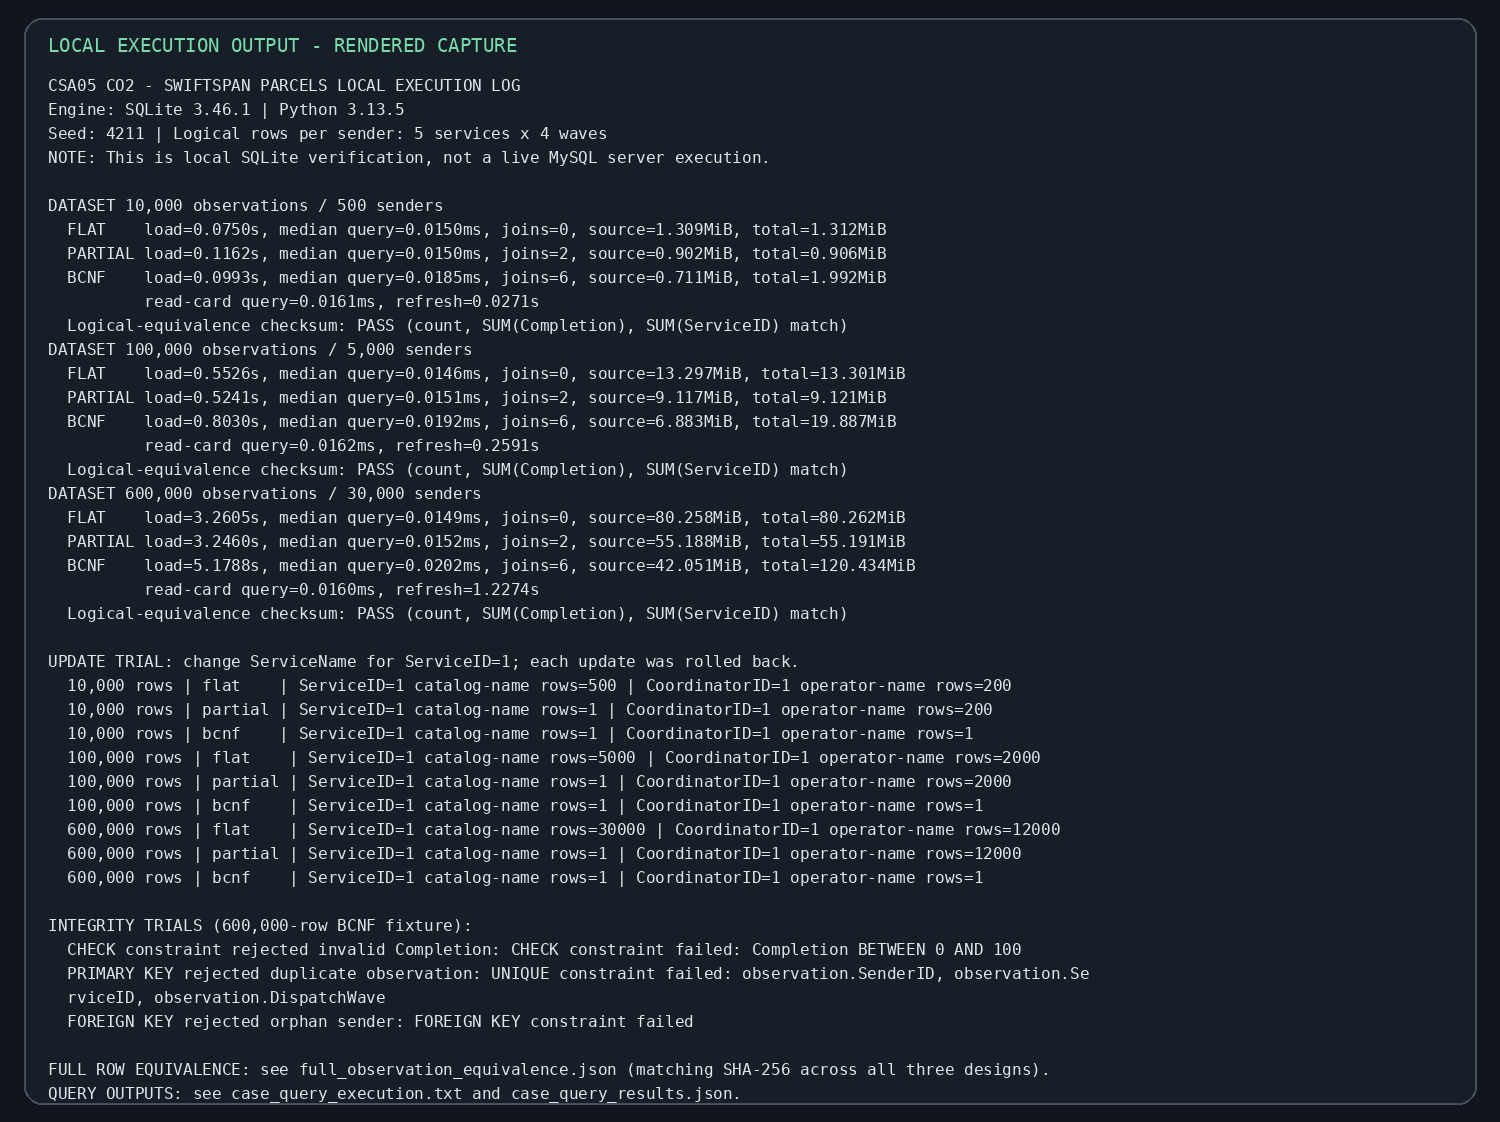 LOCAL EXECUTION OUTPUT - RENDERED CAPTURE
CSA05 CO2 - SWIFTSPAN PARCELS LOCAL EXECUTION LOG
Engine: SQLite 3.46.1 | Python 3.13.5
Seed: 4211 | Logical rows per sender: 5 services x 4 waves
NOTE: This is local SQLite verification, not a live MySQL server execution.
DATASET 10,000 observations / 500 senders
FLAT    load=0.0750s, median query=0.0150ms, joins=0, source=1.309MiB, total=1.312MiB
PARTIAL load=0.1162s, median query=0.0150ms, joins=2, source=0.902MiB, total=0.906MiB
BCNF    load=0.0993s, median query=0.0185ms, joins=6, source=0.711MiB, total=1.992MiB
read-card query=0.0161ms, refresh=0.0271s
Logical-equivalence checksum: PASS (count, SUM(Completion), SUM(ServiceID) match)
DATASET 100,000 observations / 5,000 senders
FLAT    load=0.5526s, median query=0.0146ms, joins=0, source=13.297MiB, total=13.301MiB
PARTIAL load=0.5241s, median query=0.0151ms, joins=2, source=9.117MiB, total=9.121MiB
BCNF    load=0.8030s, median query=0.0192ms, joins=6, source=6.883MiB, total=19.887MiB
read-card query=0.0162ms, refresh=0.2591s
Logical-equivalence checksum: PASS (count, SUM(Completion), SUM(ServiceID) match)
DATASET 600,000 observations / 30,000 senders
FLAT    load=3.2605s, median query=0.0149ms, joins=0, source=80.258MiB, total=80.262MiB
PARTIAL load=3.2460s, median query=0.0152ms, joins=2, source=55.188MiB, total=55.191MiB
BCNF    load=5.1788s, median query=0.0202ms, joins=6, source=42.051MiB, total=120.434MiB
read-card query=0.0160ms, refresh=1.2274s
Logical-equivalence checksum: PASS (count, SUM(Completion), SUM(ServiceID) match)
UPDATE TRIAL: change ServiceName for ServiceID=1; each update was rolled back.
10,000 rows | flat    | ServiceID=1 catalog-name rows=500 | CoordinatorID=1 operator-name rows=200
10,000 rows | partial | ServiceID=1 catalog-name rows=1 | CoordinatorID=1 operator-name rows=200
10,000 rows | bcnf    | ServiceID=1 catalog-name rows=1 | CoordinatorID=1 operator-name rows=1
100,000 rows | flat    | ServiceID=1 catalog-name rows=5000 | CoordinatorID=1 operator-name rows=2000
100,000 rows | partial | ServiceID=1 catalog-name rows=1 | CoordinatorID=1 operator-name rows=2000
100,000 rows | bcnf    | ServiceID=1 catalog-name rows=1 | CoordinatorID=1 operator-name rows=1
600,000 rows | flat    | ServiceID=1 catalog-name rows=30000 | CoordinatorID=1 operator-name rows=12000
600,000 rows | partial | ServiceID=1 catalog-name rows=1 | CoordinatorID=1 operator-name rows=12000
600,000 rows | bcnf    | ServiceID=1 catalog-name rows=1 | CoordinatorID=1 operator-name rows=1
INTEGRITY TRIALS (600,000-row BCNF fixture):
CHECK constraint rejected invalid Completion: CHECK constraint failed: Completion BETWEEN 0 AND 100
PRIMARY KEY rejected duplicate observation: UNIQUE constraint failed: observation.SenderID, observation.Se
rviceID, observation.DispatchWave
FOREIGN KEY rejected orphan sender: FOREIGN KEY constraint failed
FULL ROW EQUIVALENCE: see full_observation_equivalence.json (matching SHA-256 across all three designs).
QUERY OUTPUTS: see case_query_execution.txt and case_query_results.json.